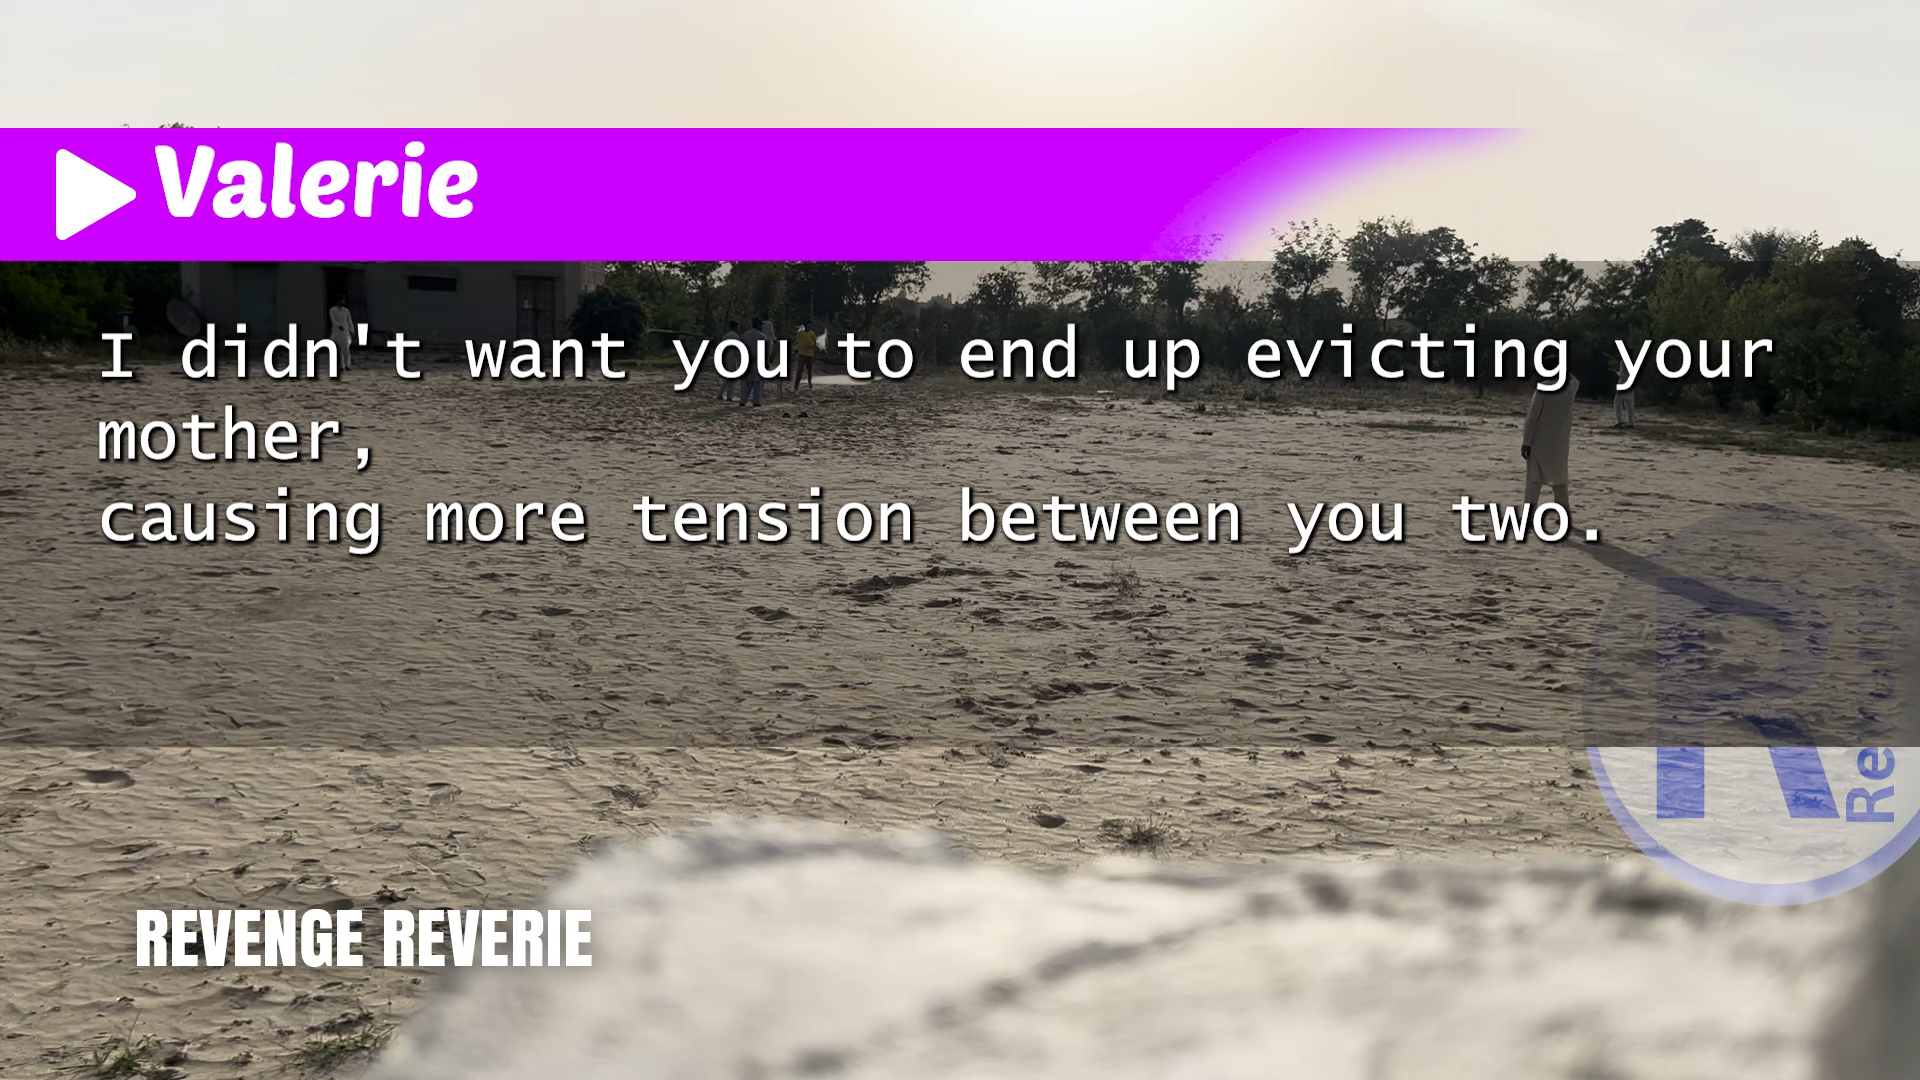 Valerie
I didn't want you to end up evicting your
mother,
causing more tension between you two.
R
REVENGE REVERIE